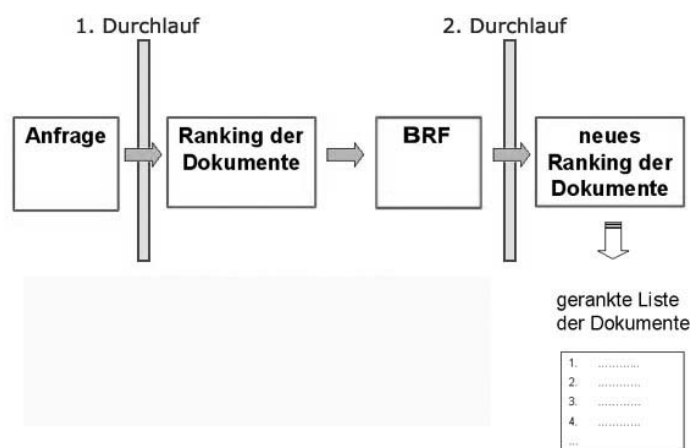 1. Durchlauf
2. Durchlauf
Anfrage
Ranking der
Dokumente
BRF
neues
Ranking der
Dokumente
gerankte Liste
der Dokumente
1. ............
2. ............
3. ............
4. ............
...